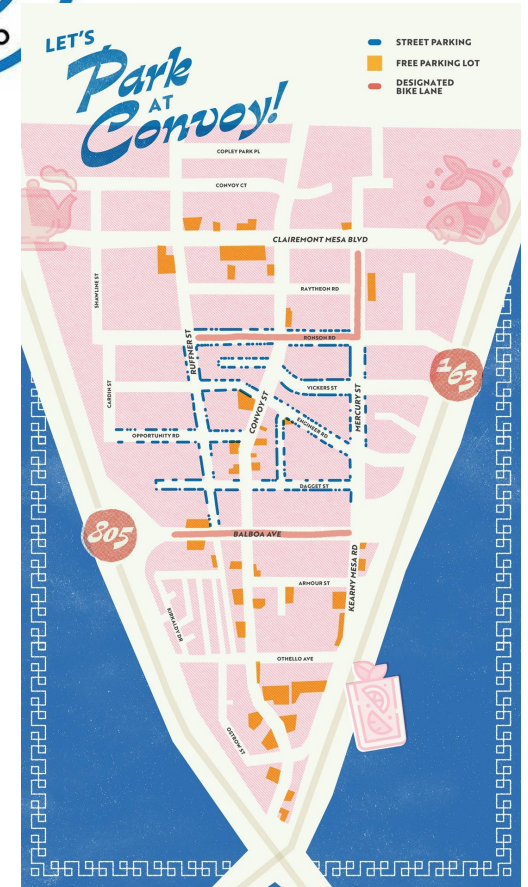 LET'S
Park
AT
Convoy!
STREET PARKING
FREE PARKING LOT
DESIGNATED
BIKE LANE
COPLEY PARK PL
CONVOY CT
CLAIREMONT MESA BLVD
SHAWLINE ST
RAYTHEON RD
RUFFNER ST
RONSON RD
163
CARDIN ST
VICKERS ST
MERCURY ST
CONVOY ST
ENGINEER RD
OPPORTUNITY RD
DAGGET ST
805
BALBOA AVE
KEARNY MESA RD
ARMOUR ST
KIRKALDY DR
OTHELLO AVE
OSTROW ST